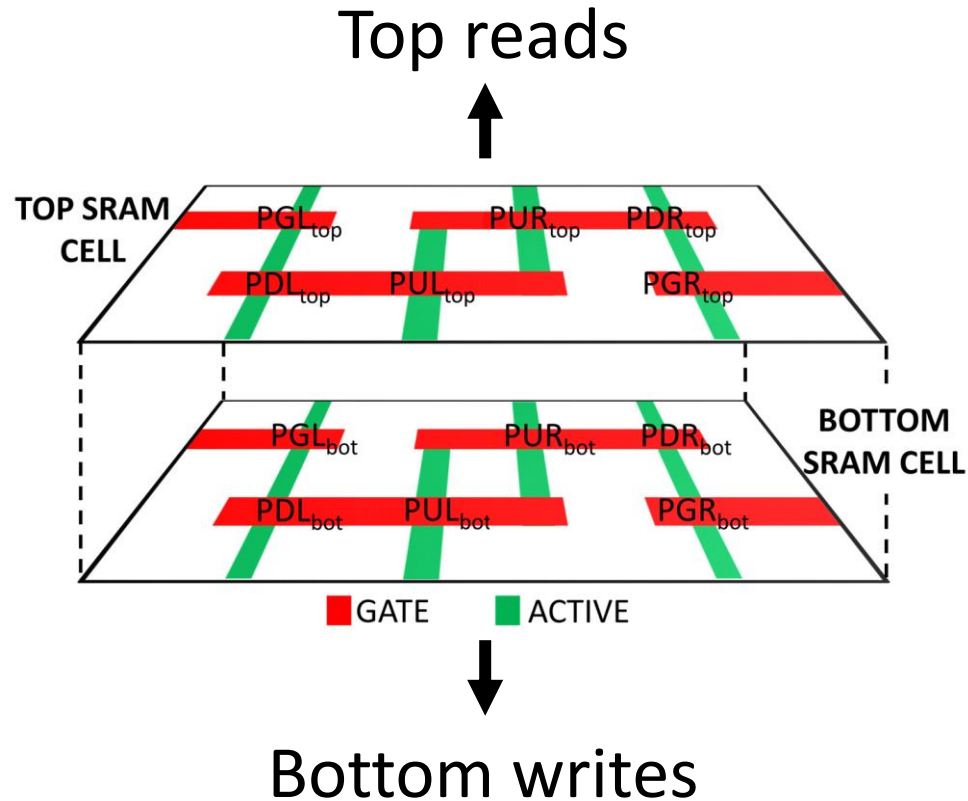 Top reads
TOP SRAM
CELL
PGLtop
PURtop
PDRtop
PDLtop
PULtop
PGRtop
BOTTOM
SRAM CELL
PGLbot
PURbot
PDRbot
PDLbot
PULbot
PGRbot
GATE
ACTIVE
Bottom writes